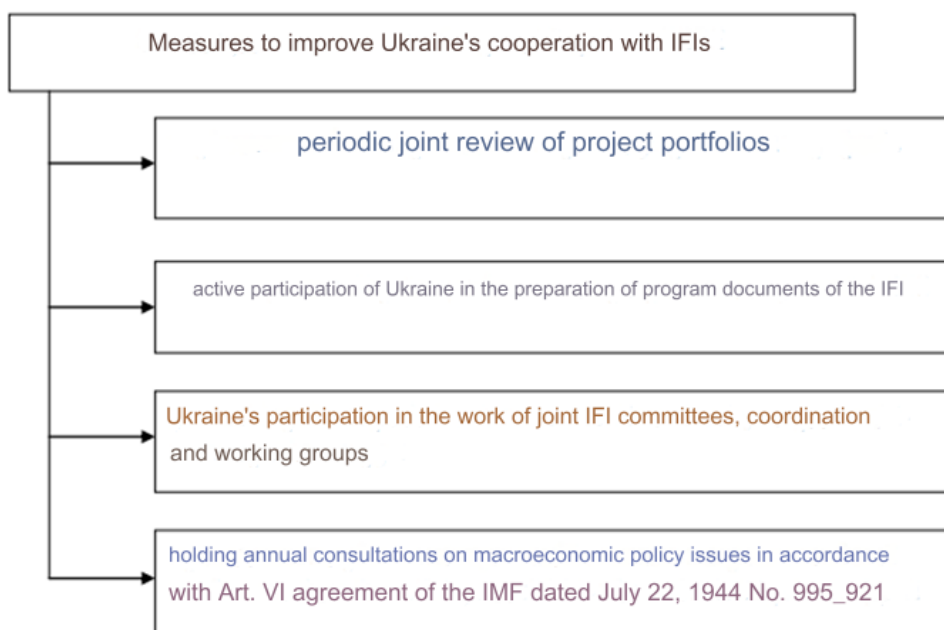 Measures to improve Ukraine's cooperation with IFIs
periodic joint review of project portfolios
active participation of Ukraine in the preparation of program documents of the IFI
Ukraine's participation in the work of joint IFI committees, coordination
and working groups
holding annual consultations on macroeconomic policy issues in accordance
with Art. VI agreement of the IMF dated July 22, 1944 No. 995_921